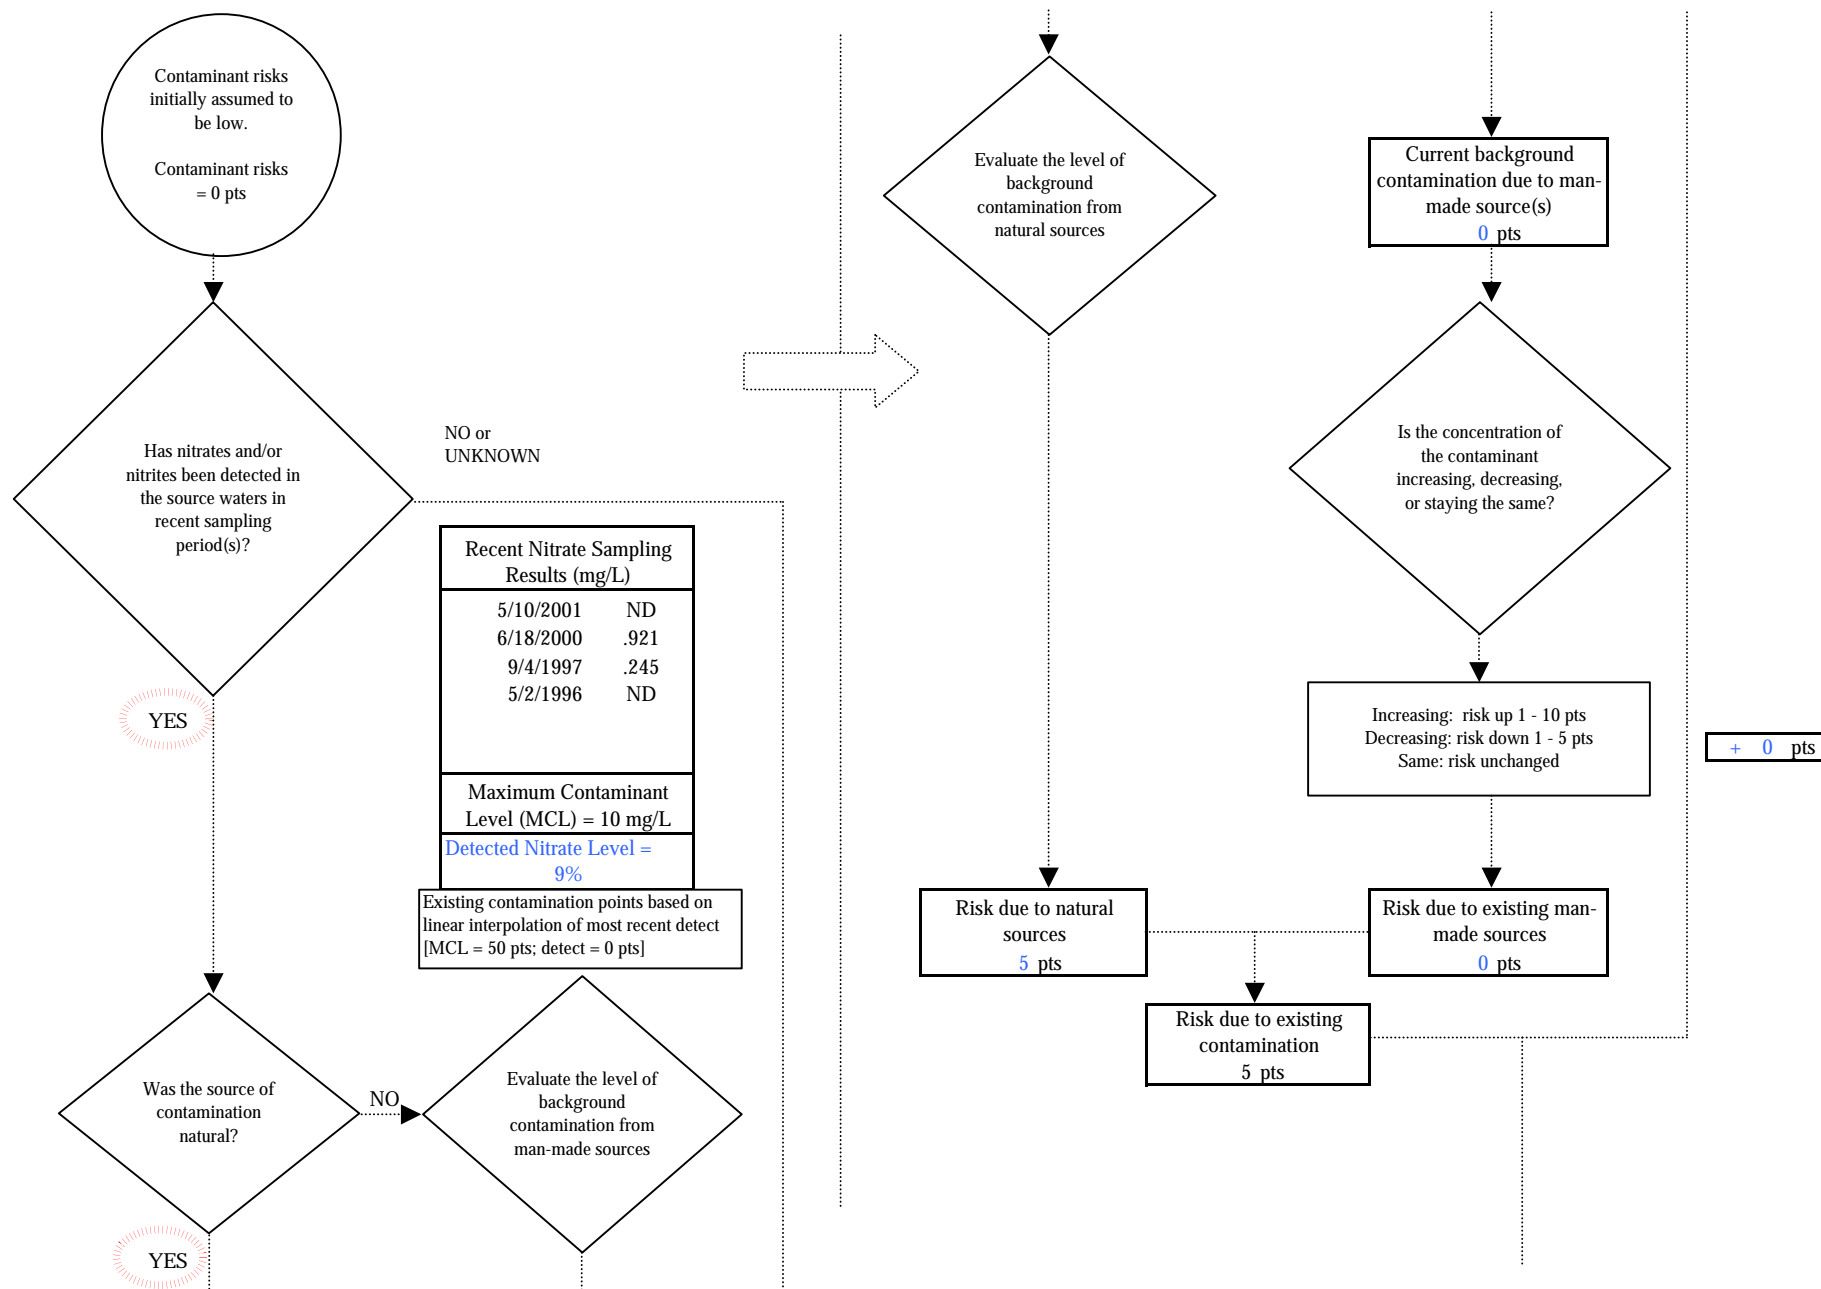 Contaminant risks
initially assumed to
be low.
Contaminant risks
= 0 pts
Has nitrates and/or
nitrites been detected in
the source waters in
recent sampling
period(s)?
NO or
UNKNOWN
YES
Recent Nitrate Sampling
Results (mg/L)
5/10/2001 ND
6/18/2000 .921
9/4/1997 .245
5/2/1996 ND
Maximum Contaminant
Level (MCL) = 10 mg/L
Detected Nitrate Level =
9%
Existing contamination points based on
linear interpolation of most recent detect
[MCL = 50 pts; detect = 0 pts]
Was the source of
contamination
natural?
NO
YES
Evaluate the level of
background
contamination from
man-made sources
Evaluate the level of
background
contamination from
natural sources
Risk due to natural
sources
5 pts
Current background
contamination due to man-
made source(s)
0 pts
Is the concentration of
the contaminant
increasing, decreasing,
or staying the same?
Increasing: risk up 1 - 10 pts
Decreasing: risk down 1 - 5 pts
Same: risk unchanged
Risk due to existing man-
made sources
0 pts
Risk due to existing
contamination
5 pts
+ 0 pts